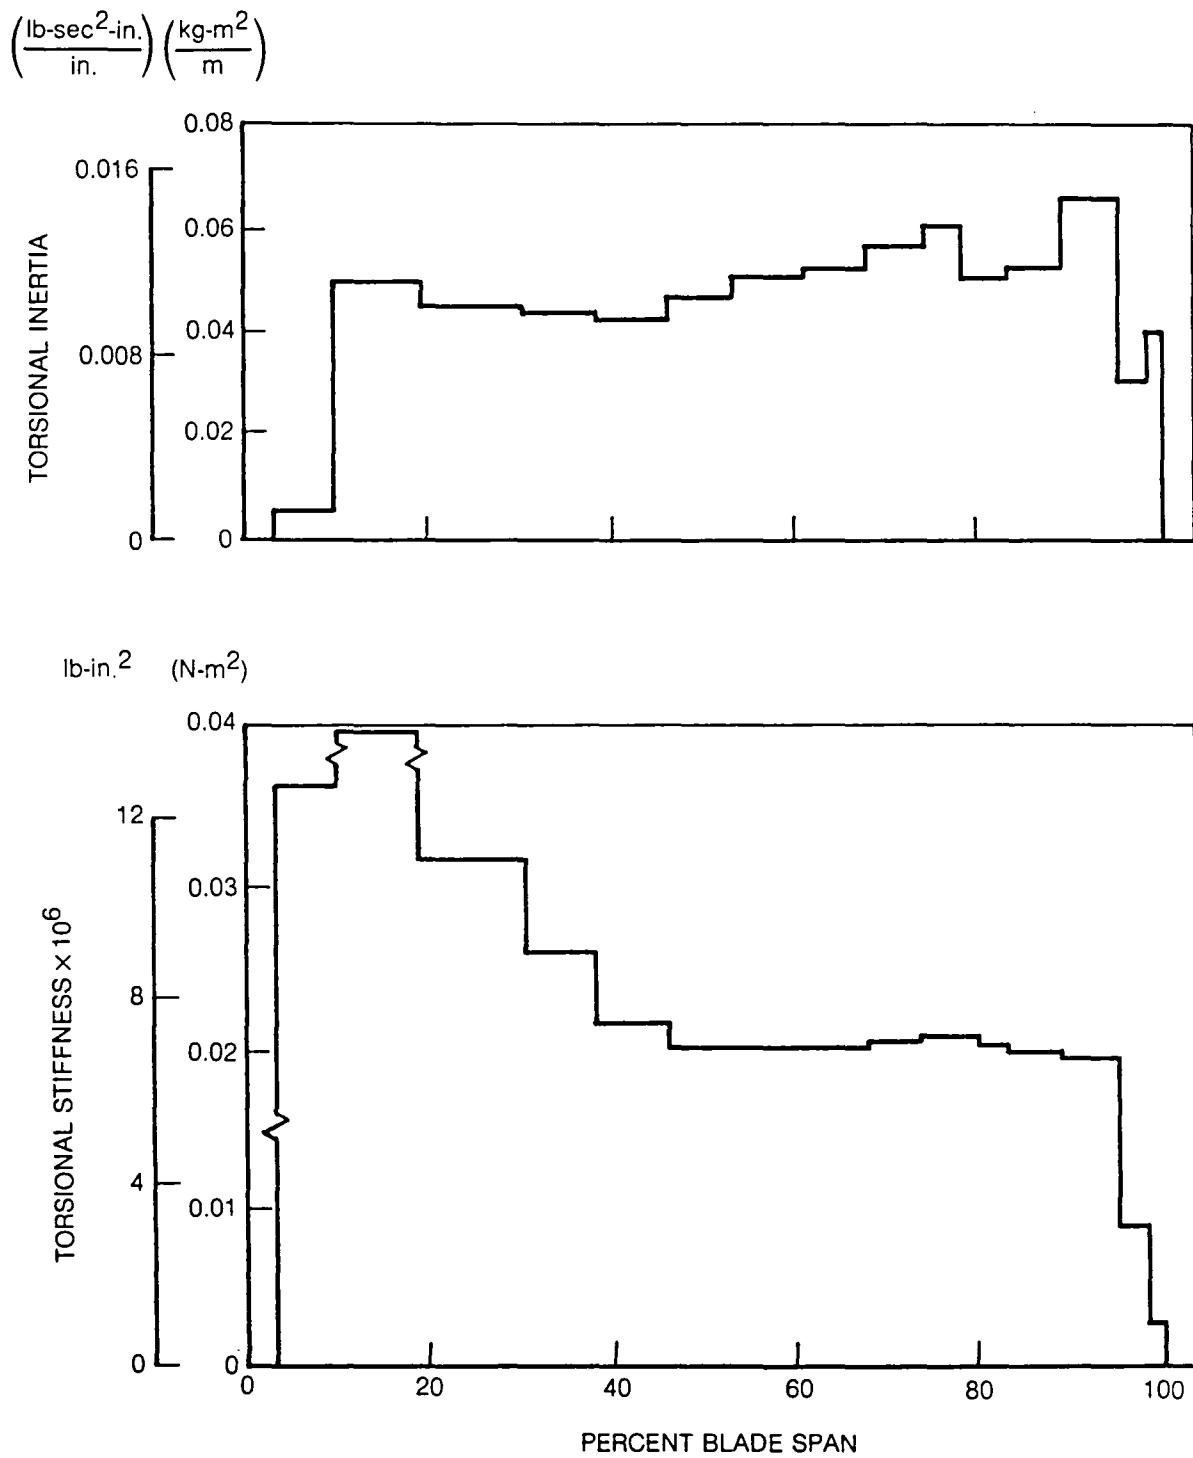 (lb-sec²-in./in.) (kg-m²/m)
0.08
0.016
0.06
0.04
0.008
0.02
0
0
TORSIONAL INERTIA
lb-in.² (N-m²)
0.04
12
0.03
8
0.02
4
0.01
0
0
TORSIONAL STIFFNESS x 10⁶
0 20 40 60 80 100
PERCENT BLADE SPAN